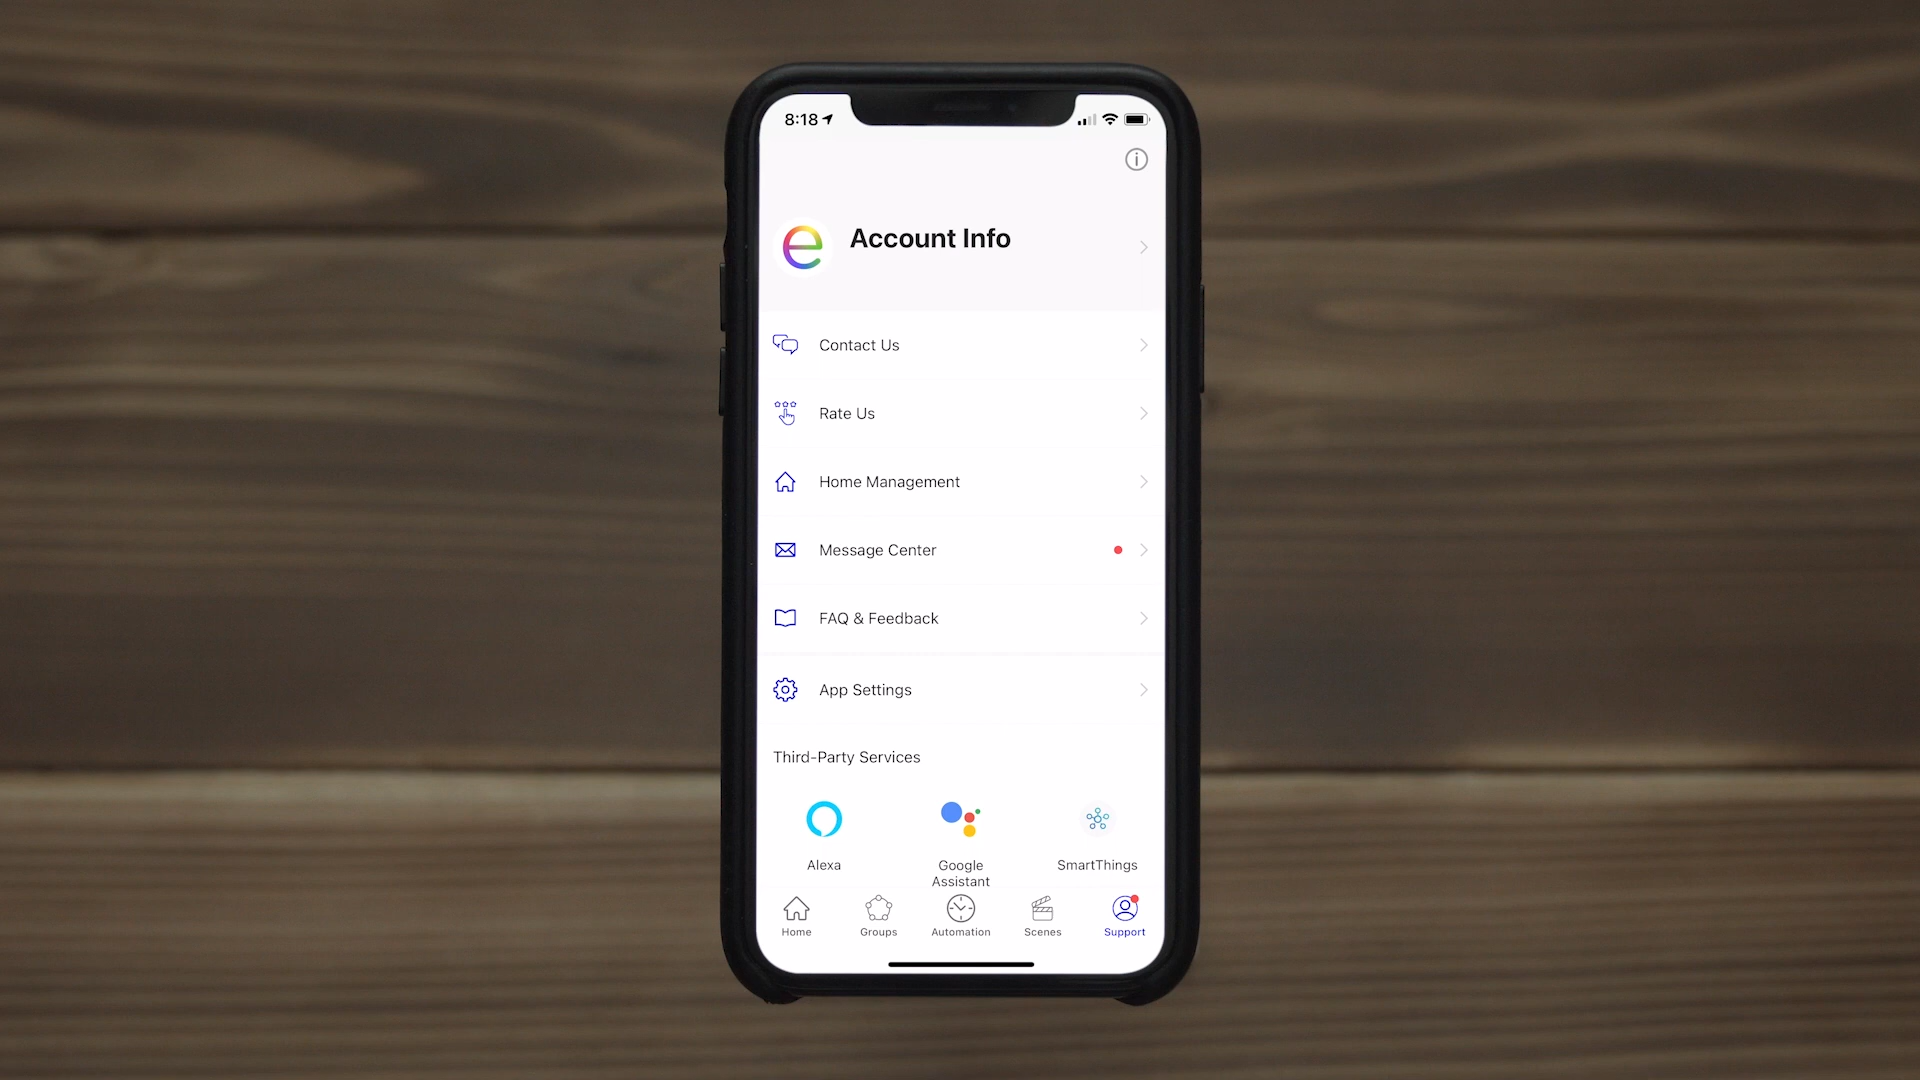 8:18
Account Info
Contact Us
Rate Us
Home Management
Message Center
FAQ & Feedback
App Settings
Third-Party Services
Alexa
Google
Assistant
SmartThings
Home
Groups
Automation
Scenes
Support